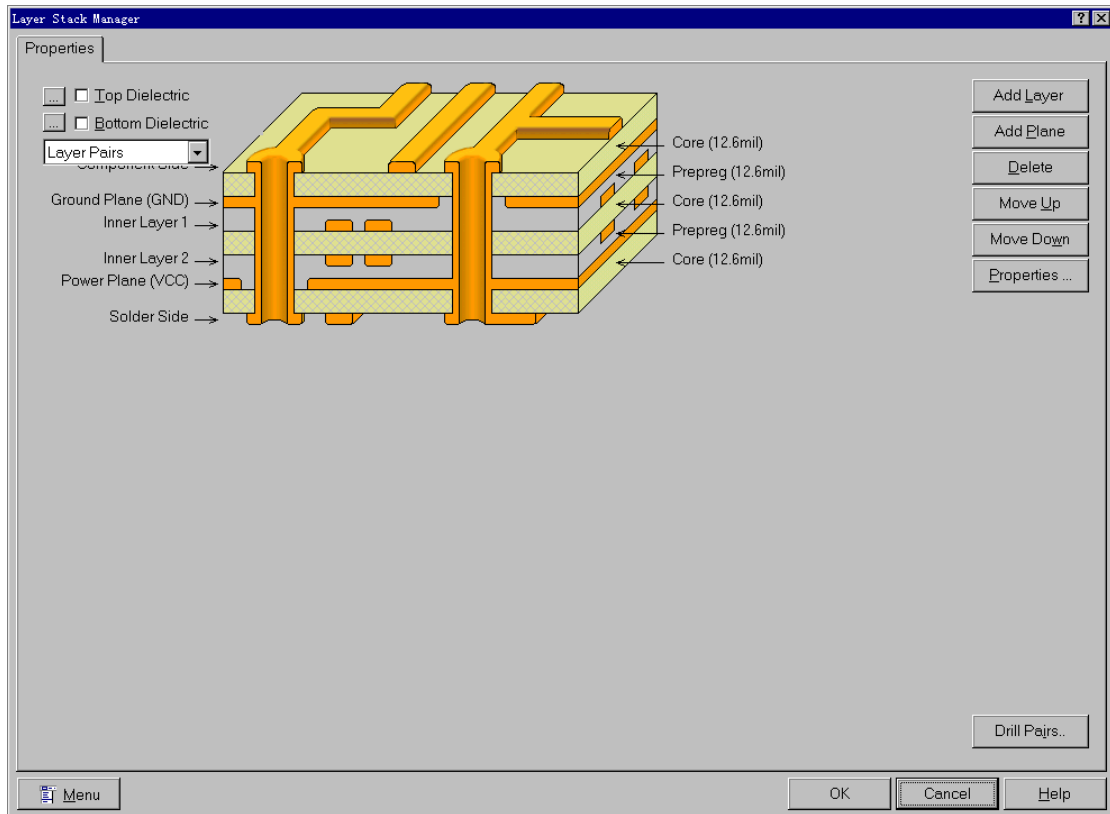 Layer Stack Manager
Properties
... Top Dielectric
... Bottom Dielectric
Layer Pairs
Component Side
Ground Plane (GND)
Inner Layer 1
Inner Layer 2
Power Plane (VCC)
Solder Side
Core (12.6mil)
Prepreg (12.6mil)
Core (12.6mil)
Prepreg (12.6mil)
Core (12.6mil)
Add Layer
Add Plane
Delete
Move Up
Move Down
Properties ...
Drill Pairs..
Menu
OK
Cancel
Help